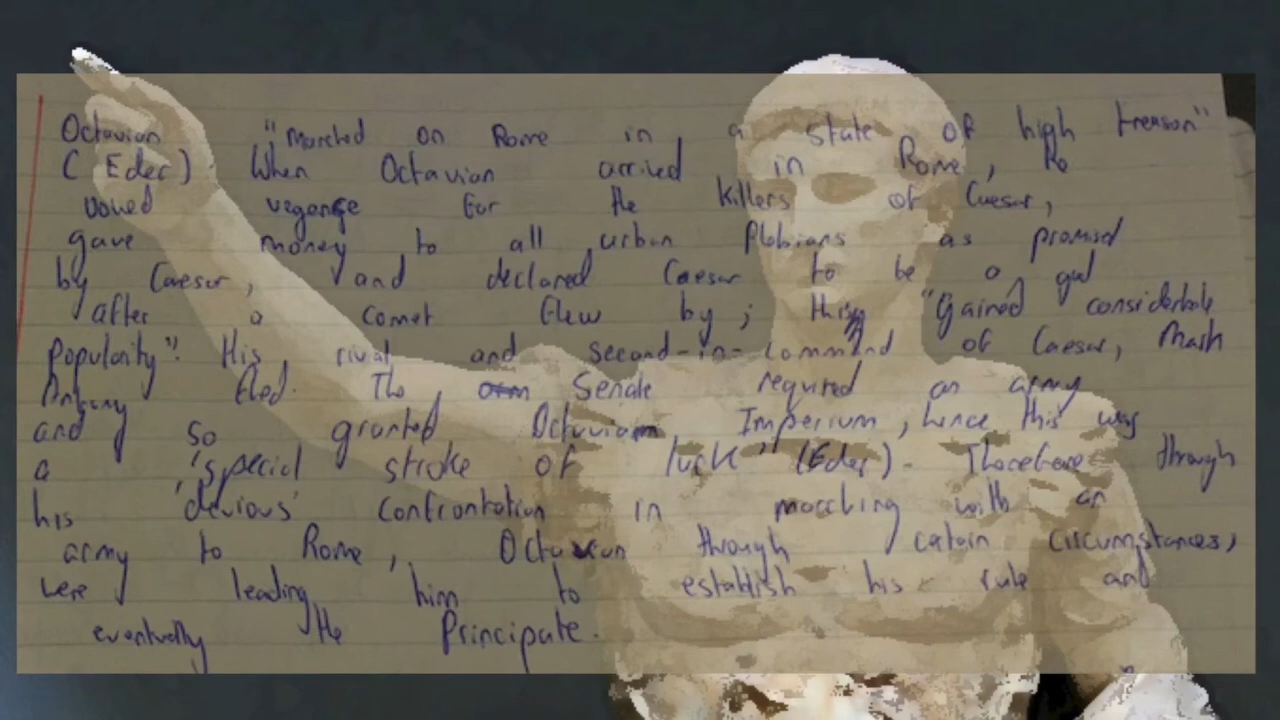 Octavian "Marched on Rome in a state of high treason"
(Eder) When Octavian arrived in Rome, he
vowed vegange for the killers of Caesar,
gave money to all urban Plebians as promised
by Caesar, and declared Caesar to be a god
after a comet flew by; this "Gained considerbale
popularity". His rival and second-in-command of Caesar, Mark
Antony fled. The Senate required an army
and so granted Octavian Imperium, hence this was
a 'special stroke of luck" (Eder). Therefore through
his 'devious' confrontation in marching with an
army to Rome, Octavian through certain circumstances,
were leading him to establish his rule and
eventually the Principate.